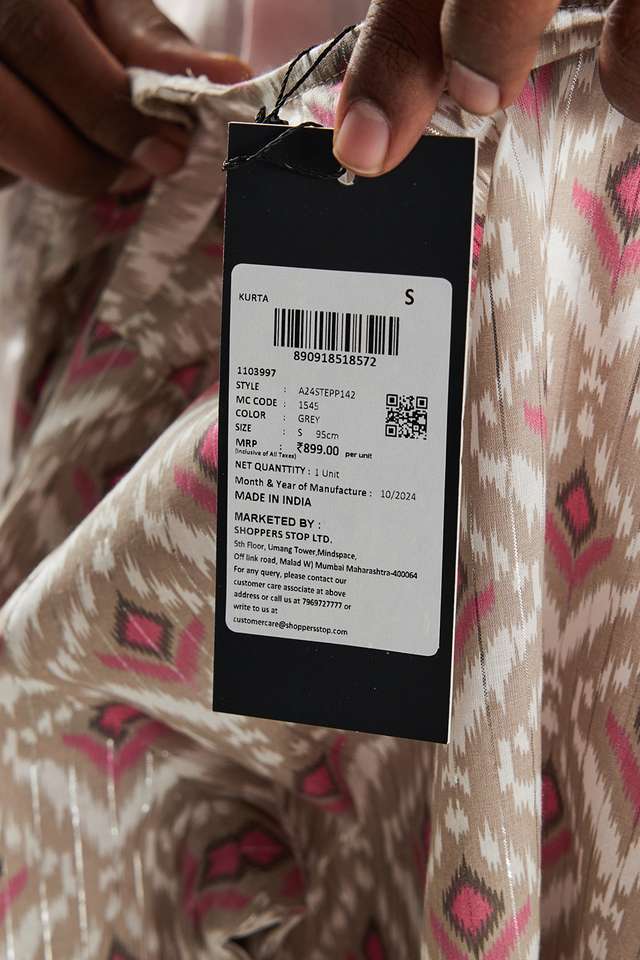 KURTA S
890918518572
1103997
STYLE : A24STEPP142
MC CODE : 1545
COLOR : GREY
SIZE : S 95cm
MRP : ₹899.00 per unit
(Inclusive of All Taxes)
NET QUANTTITY : 1 Unit
Month & Year of Manufacture : 10/2024
MADE IN INDIA
MARKETED BY :
SHOPPERS STOP LTD.
5th Floor, Umang Tower,Mindspace,
Off link road, Malad W) Mumbai Maharashtra-400064
For any query, please contact our
customer care associate at above
address or call us at 7969727777 or
write to us at
customercare@shoppersstop.com